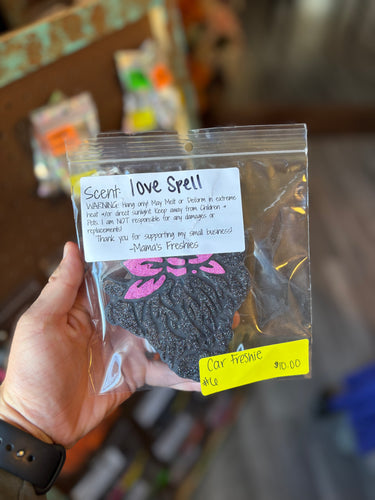 Scent: love Spell
WARNING: Hang only! May Melt or Deform in extreme
heat +/or direct sunlight. Keep away from Children +
Pets. I am NOT responsible for any damages or
replacements!
Thank you for supporting my small business!
-Mama's Freshies
Car Freshie
#6 $10.00